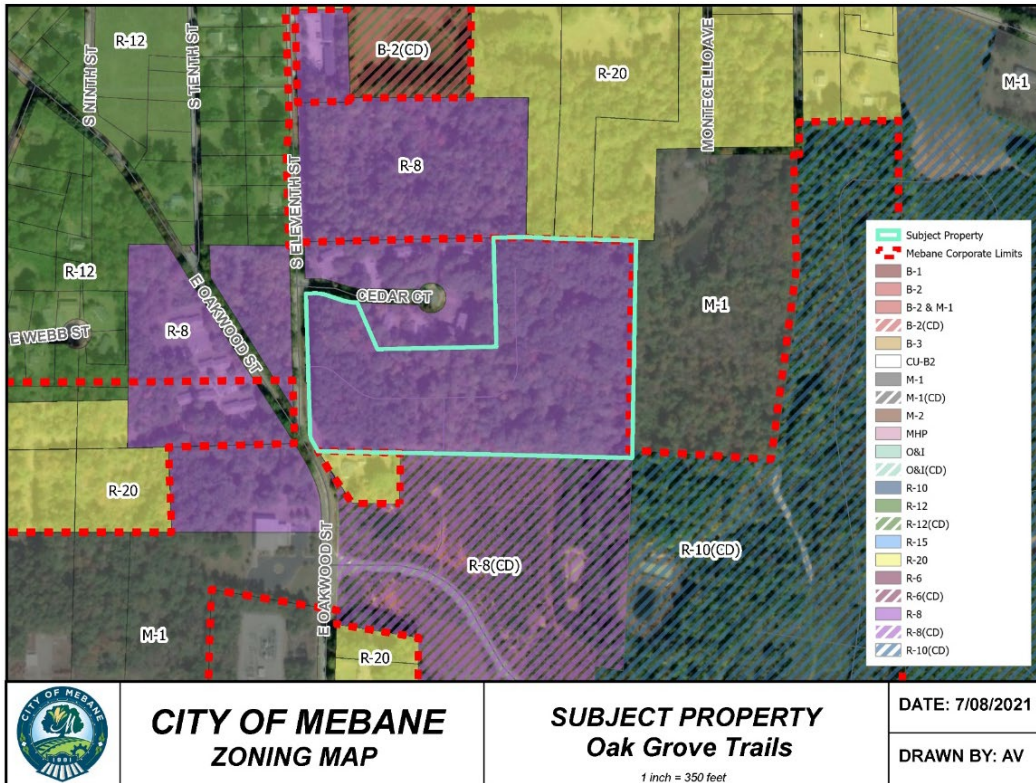 R-12
S NINTH ST
S TENTH ST
B-2(CD)
R-20
MONTECELLO AVE
M-1
R-8
S ELEVENTH ST
R-12
CEDAR CT
M-1
E WEBB ST
R-8
E OAKWOOD ST
R-20
R-8(CD)
R-10(CD)
E OAKWOOD ST
M-1
R-20
Subject Property
Mebane Corporate Limits
B-1
B-2
B-2 & M-1
B-2(CD)
B-3
CU-B2
M-1
M-1(CD)
M-2
MHP
O&I
O&I(CD)
R-10
R-12
R-12(CD)
R-15
R-20
R-6
R-6(CD)
R-8
R-8(CD)
R-10(CD)
CITY OF MEBANE
1881
CITY OF MEBANE
ZONING MAP
SUBJECT PROPERTY
Oak Grove Trails
1 inch = 350 feet
DATE: 7/08/2021
DRAWN BY: AV